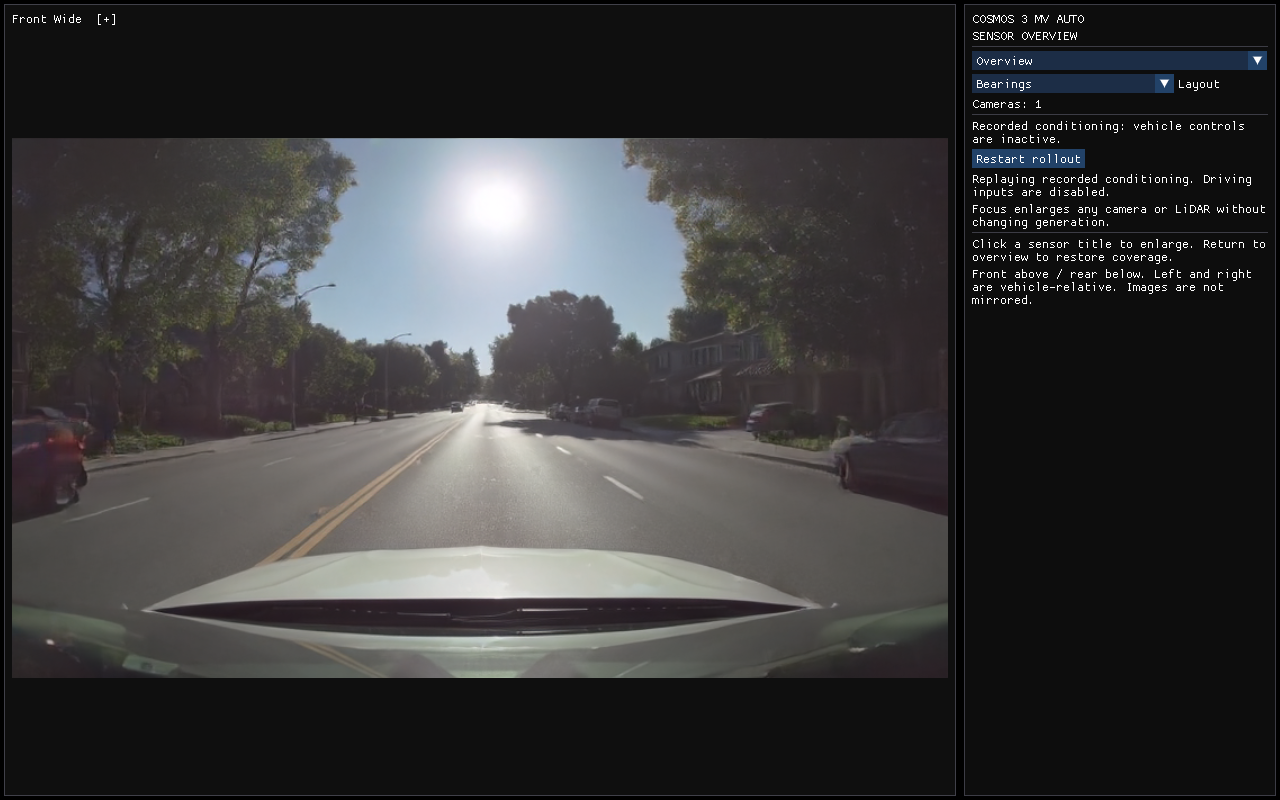 Front Wide [+]
COSMOS 3 MV AUTO
SENSOR OVERVIEW
Overview
Bearings
Layout
Cameras: 1
Recorded conditioning: vehicle controls
are inactive.
Restart rollout
Replaying recorded conditioning. Driving
inputs are disabled.
Focus enlarges any camera or LiDAR without
changing generation.
Click a sensor title to enlarge. Return to
overview to restore coverage.
Front above / rear below. Left and right
are vehicle-relative. Images are not
mirrored.